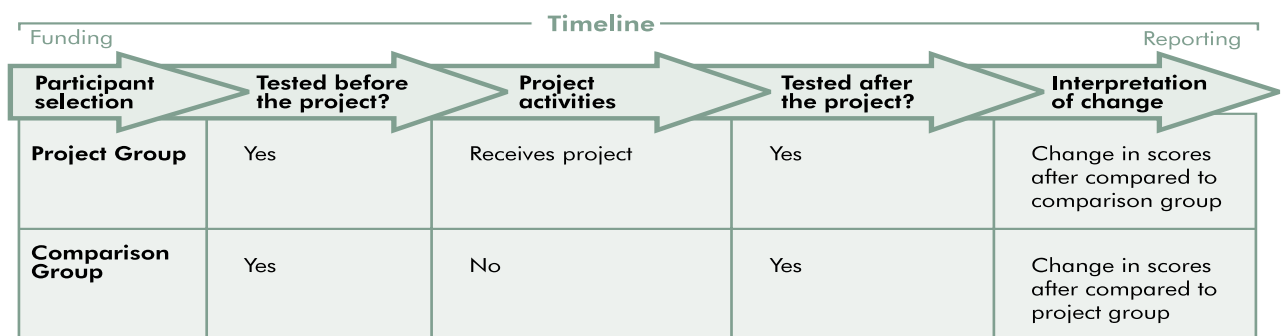 Timeline
Funding
Reporting
Participant
selection
Tested before
the project?
Project
activities
Tested after
the project?
Interpretation
of change
Project Group
Yes
Receives project
Yes
Change in scores
after compared to
comparison group
Comparison
Group
Yes
No
Yes
Change in scores
after compared to
project group